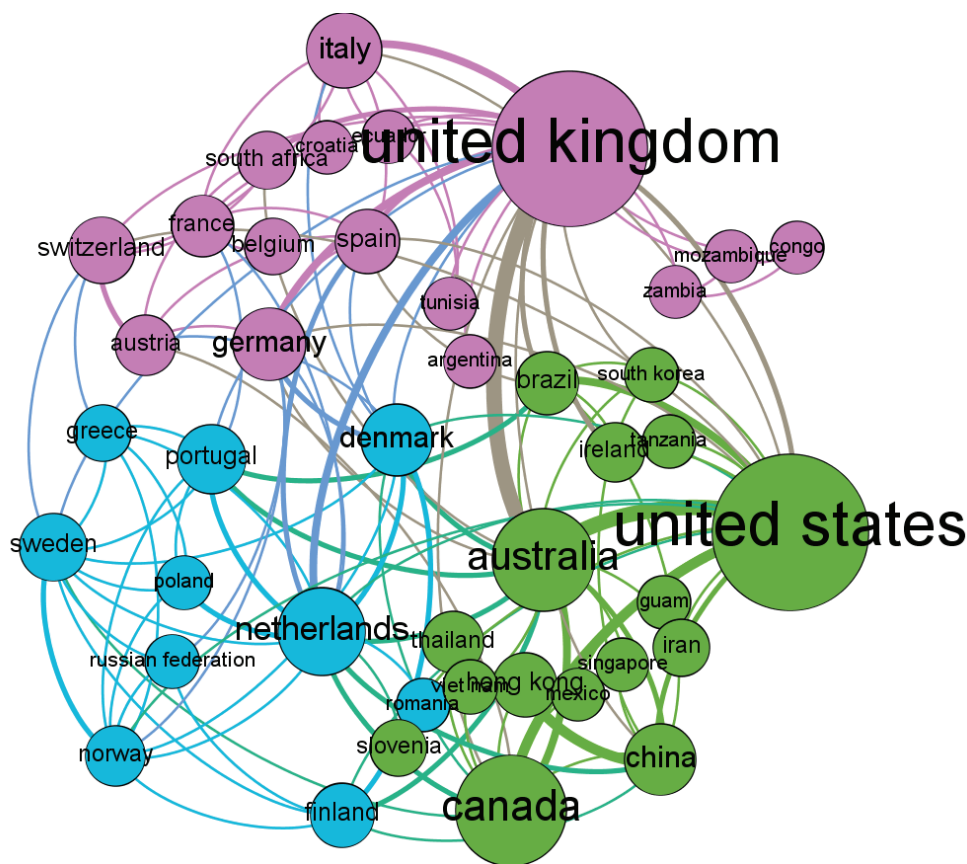 italy
united kingdom
ecuador
croatia
south africa
france
spain
belgium
switzerland
congo
mozambique
zambia
tunisia
austria
germany
argentina
brazil
south korea
greece
denmark
tanzania
ireland
portugal
united states
sweden
australia
poland
guam
netherlands
thailand
iran
russian federation
singapore
hong kong
viet nam
mexico
romania
slovenia
norway
china
finland
canada